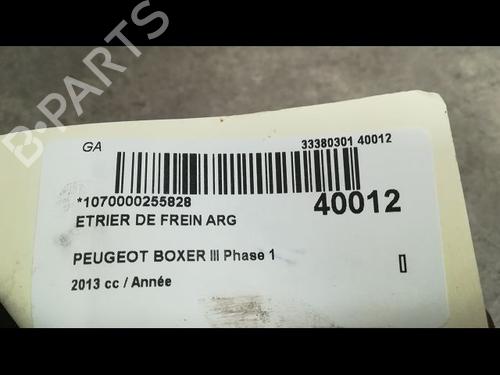 GA
33380301 40012
*1070000255828
40012
ETRIER DE FREIN ARG
PEUGEOT BOXER III Phase 1
2013 cc / Année
B-PARTS